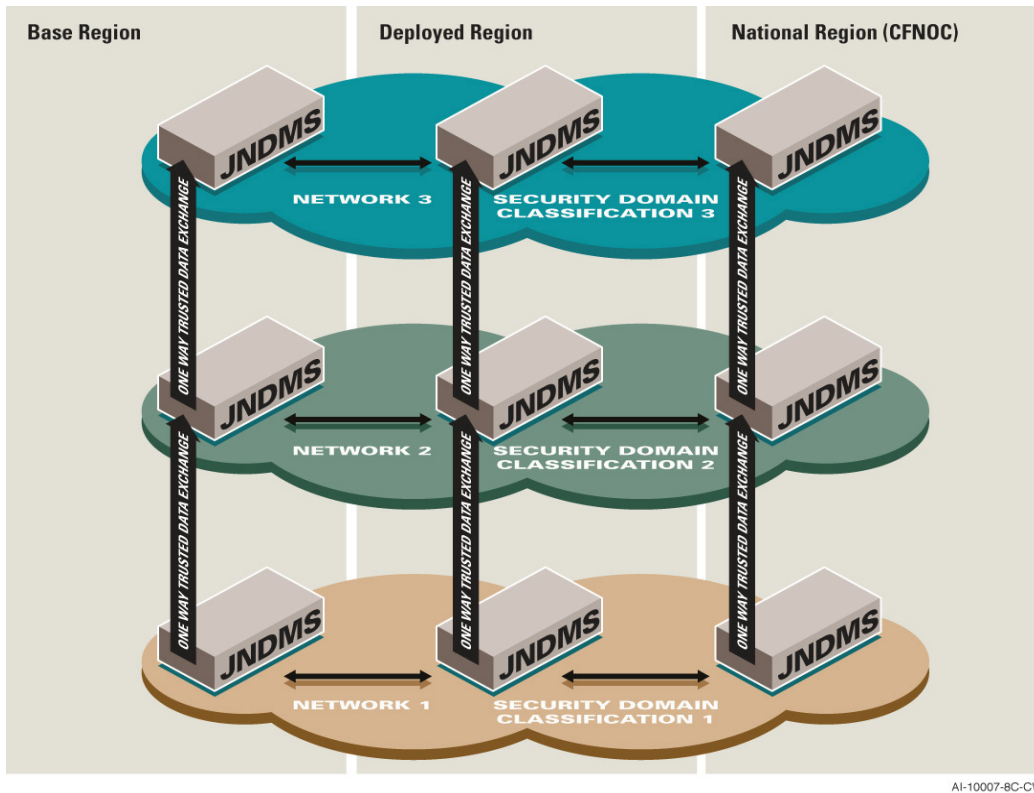 Base Region
Deployed Region
National Region (CFNOC)
JNDMS
JNDMS
JNDMS
NETWORK 3
SECURITY DOMAIN
CLASSIFICATION 3
ONE WAY TRUSTED DATA EXCHANGE
ONE WAY TRUSTED DATA EXCHANGE
ONE WAY TRUSTED DATA EXCHANGE
JNDMS
JNDMS
JNDMS
NETWORK 2
SECURITY DOMAIN
CLASSIFICATION 2
ONE WAY TRUSTED DATA EXCHANGE
ONE WAY TRUSTED DATA EXCHANGE
ONE WAY TRUSTED DATA EXCHANGE
JNDMS
JNDMS
JNDMS
NETWORK 1
SECURITY DOMAIN
CLASSIFICATION 1